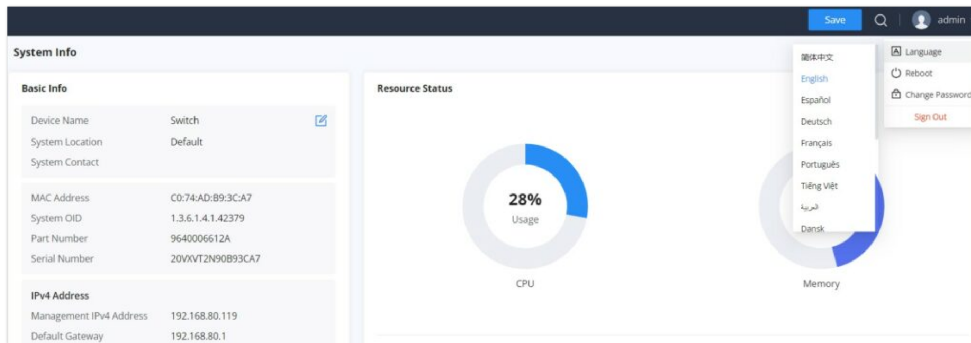 Save
admin
System Info
Basic Info
Device Name Switch
System Location Default
System Contact
MAC Address C0:74:AD:B9:3C:A7
System OID 1.3.6.1.4.1.42379
Part Number 9640006612A
Serial Number 20VXVT2N90B93CA7
IPv4 Address
Management IPv4 Address 192.168.80.119
Default Gateway 192.168.80.1
Resource Status
28%
Usage
CPU
Memory
簡体中文
English
Español
Deutsch
Français
Português
Tiếng Việt
العربية
Dansk
Language
Reboot
Change Password
Sign Out